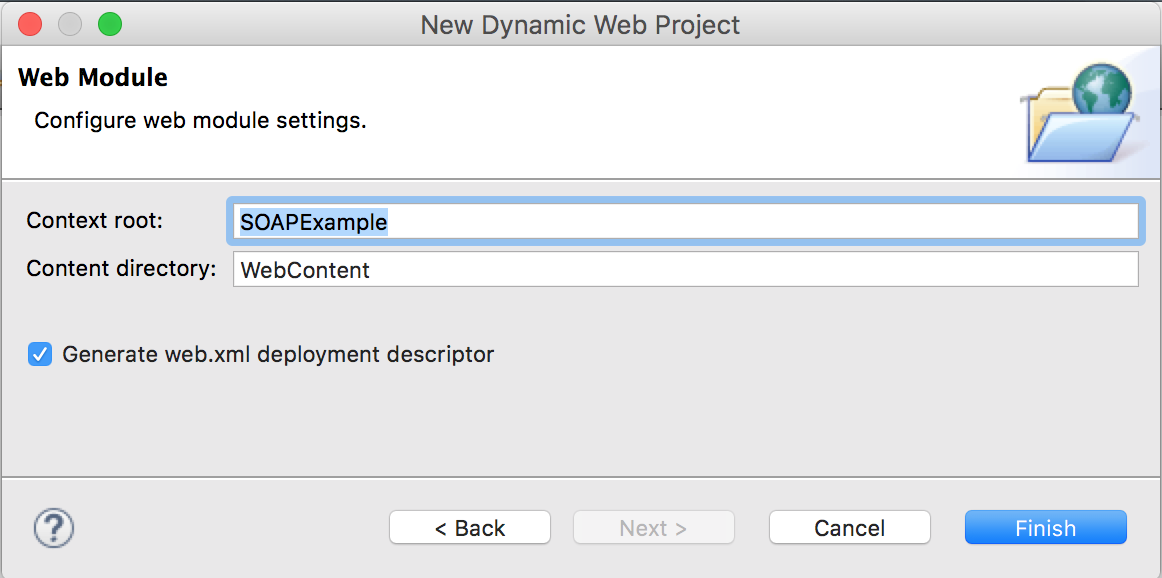 New Dynamic Web Project
Web Module
Configure web module settings.
Context root: SOAPExample
Content directory: WebContent
Generate web.xml deployment descriptor
? < Back Next > Cancel Finish